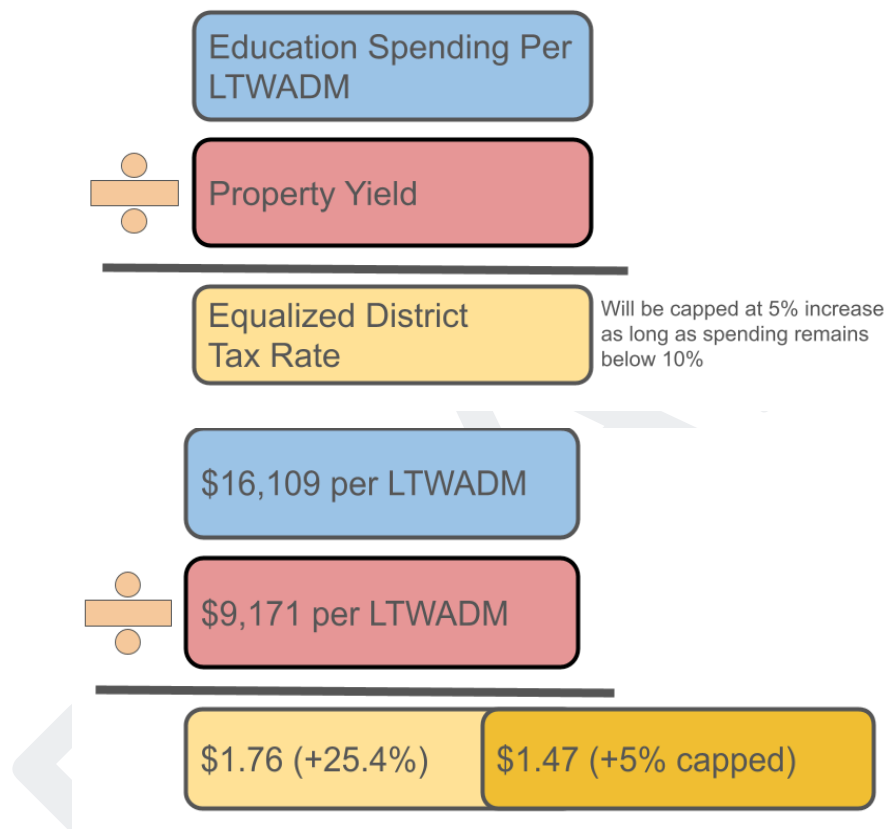 Education Spending Per
LTWADM
Property Yield
Equalized District
Tax Rate
Will be capped at 5% increase
as long as spending remains
below 10%
$16,109 per LTWADM
$9,171 per LTWADM
$1.76 (+25.4%)
$1.47 (+5% capped)